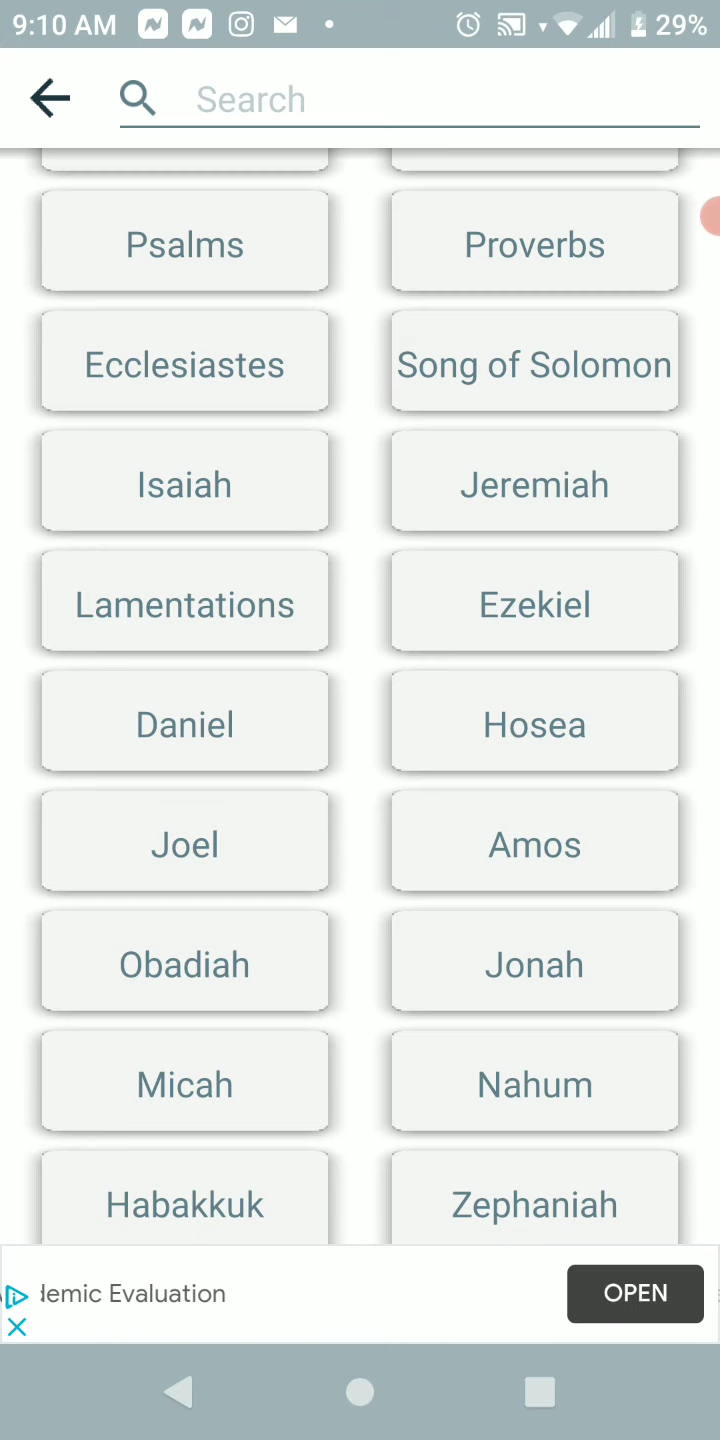 9:10 AM 29%
Search
Psalms Proverbs
Ecclesiastes Song of Solomon
Isaiah Jeremiah
Lamentations Ezekiel
Daniel Hosea
Joel Amos
Obadiah Jonah
Micah Nahum
Habakkuk Zephaniah
Evaluation OPEN